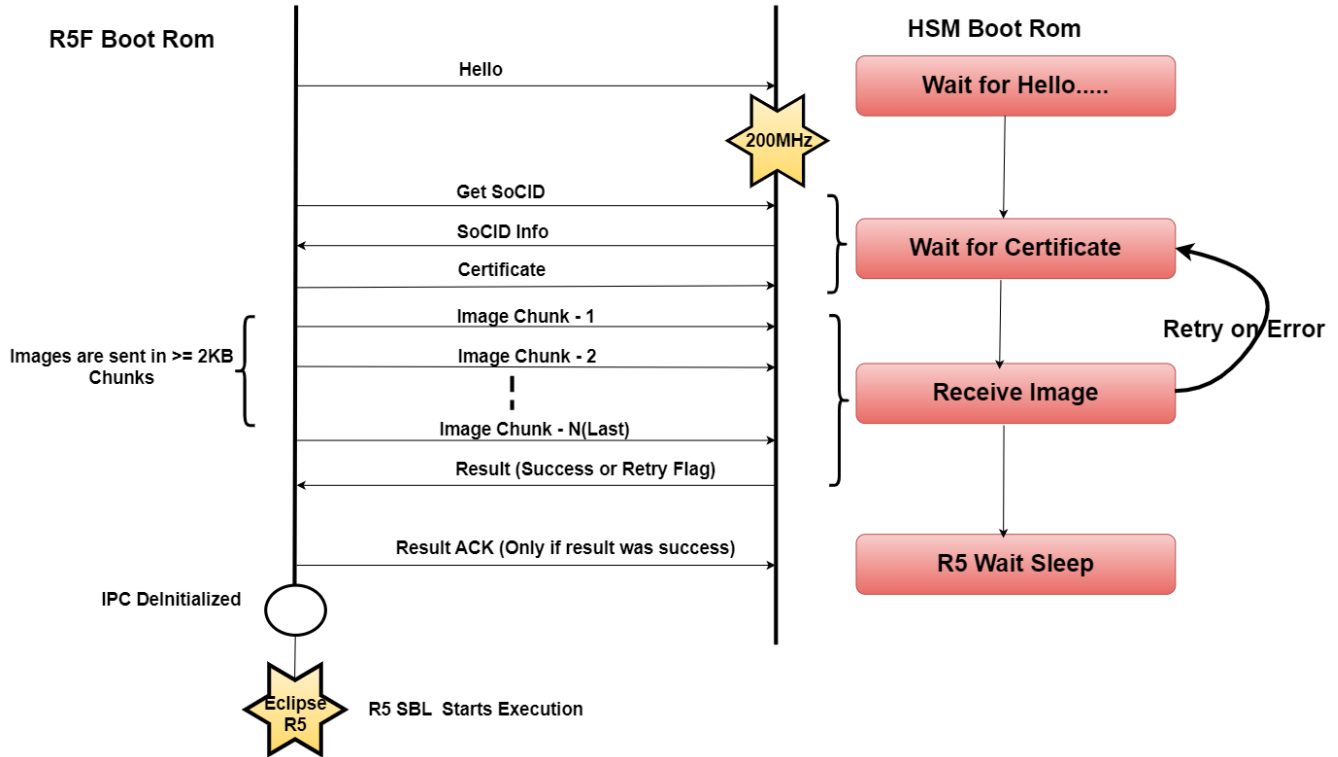 R5F Boot Rom
HSM Boot Rom
Hello
Wait for Hello.....
200MHz
Get SoCID
SoCID Info
Wait for Certificate
Certificate
Image Chunk - 1
Retry on Error
Images are sent in >= 2KB
Chunks
Image Chunk - 2
Receive Image
Image Chunk - N(Last)
Result (Success or Retry Flag)
Result ACK (Only if result was success)
R5 Wait Sleep
IPC DeInitialized
Eclipse
R5
R5 SBL  Starts Execution